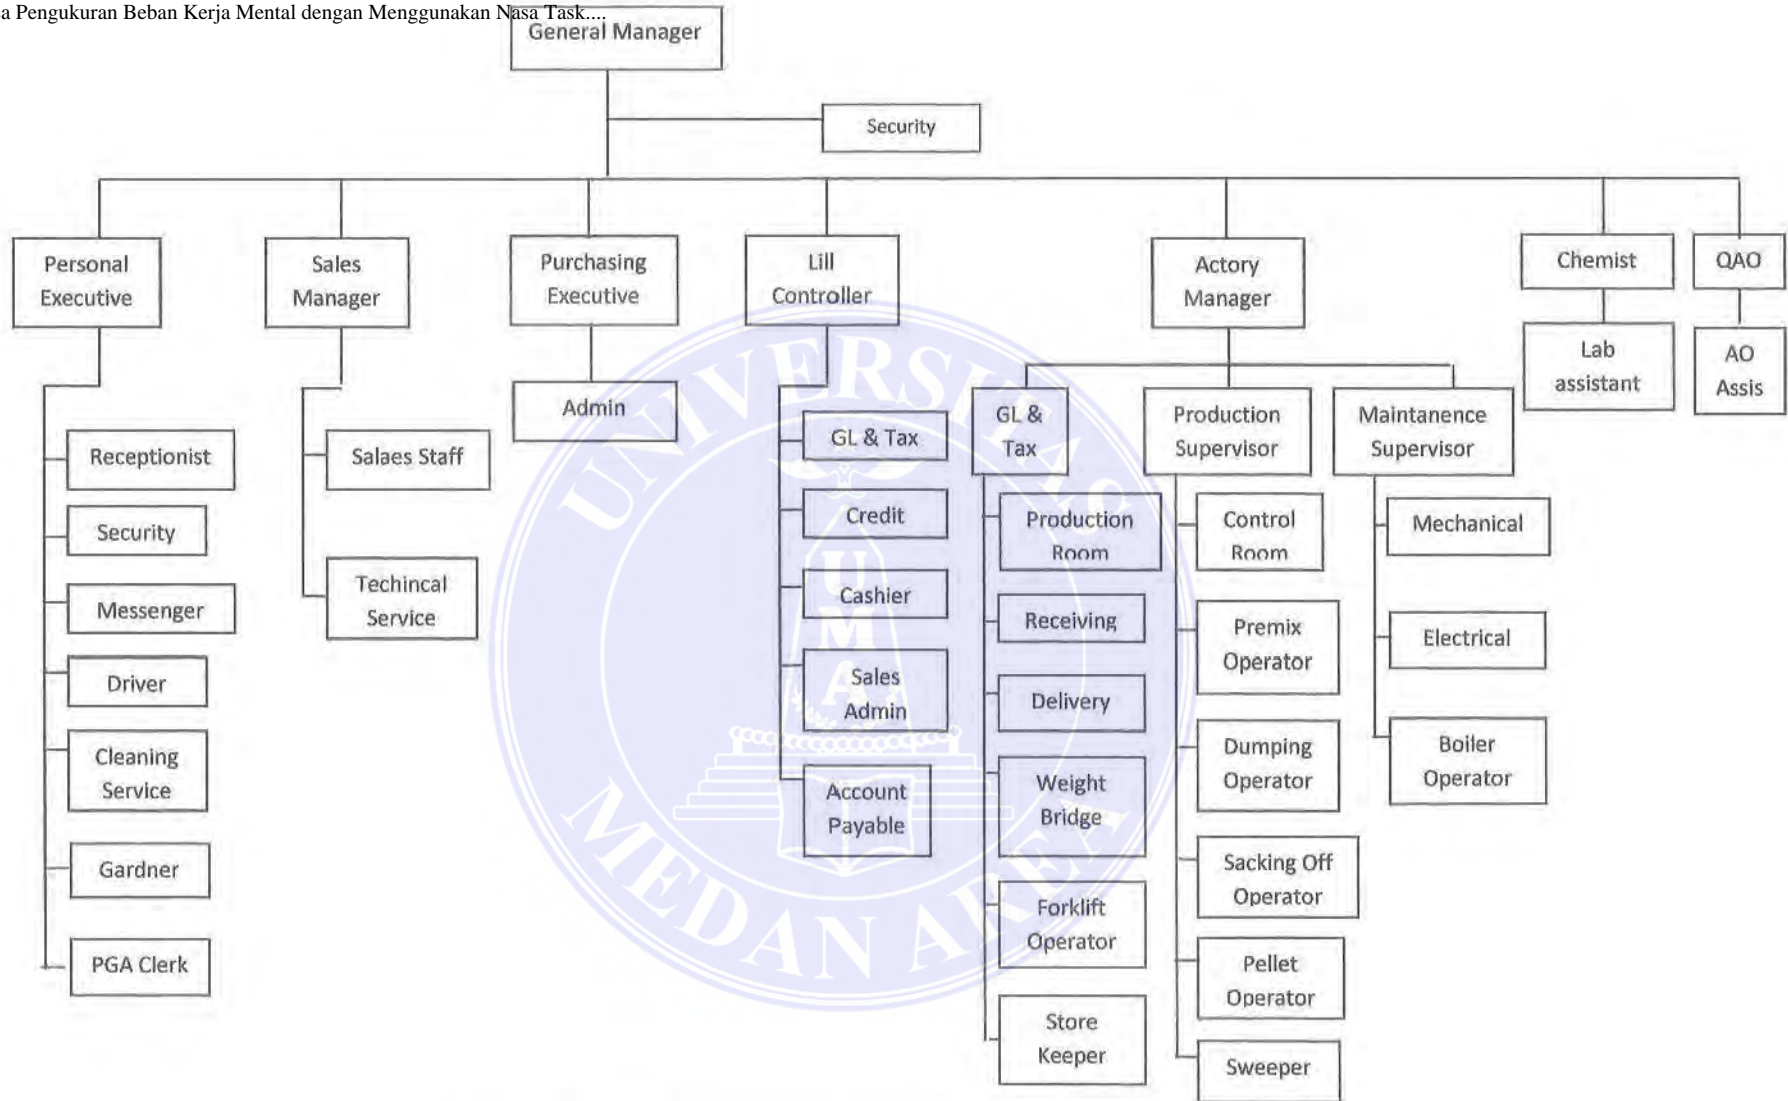 a Pengukuran Beban Kerja Mental dengan Menggunakan Nasa Task....
General Manager
Security
Personal
Executive
Sales
Manager
Purchasing
Executive
Lill
Controller
Actory
Manager
Chemist
QAO
Lab
assistant
AO
Assis
Admin
Receptionist
Security
Messenger
Driver
Cleaning
Service
Gardner
PGA Clerk
Salaes Staff
Techincal
Service
GL & Tax
Credit
Cashier
Sales
Admin
Account
Payable
GL &
Tax
Production
Supervisor
Maintanence
Supervisor
Production
Room
Receiving
Delivery
Weight
Bridge
Forklift
Operator
Store
Keeper
Control
Room
Premix
Operator
Dumping
Operator
Sacking Off
Operator
Pellet
Operator
Sweeper
Mechanical
Electrical
Boiler
Operator
UNIVERSITAS
UMA
MEDAN AREA